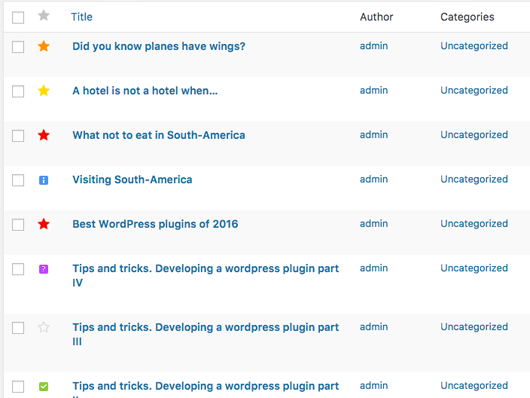 Title Author Categories
Did you know planes have wings? admin Uncategorized
A hotel is not a hotel when... admin Uncategorized
What not to eat in South-America admin Uncategorized
Visiting South-America admin Uncategorized
Best WordPress plugins of 2016 admin Uncategorized
Tips and tricks. Developing a wordpress plugin part admin Uncategorized
IV
Tips and tricks. Developing a wordpress plugin part admin Uncategorized
III
Tips and tricks. Developing a wordpress plugin part admin Uncategorized